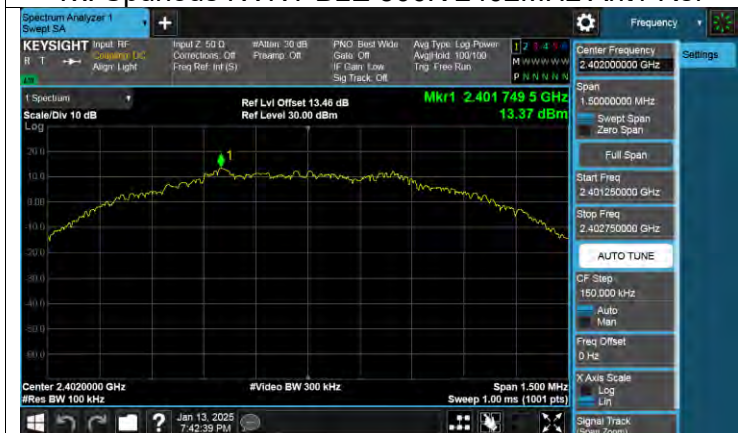 Spectrum Analyzer 1
Swept SA
+
Frequency
KEYSIGHT
R T
Input: RF
Coupling: DC
Align: Light
Input Z: 50 Ω
Corrections: Off
Freq Ref: Int (S)
#Atten: 30 dB
Preamp: Off
PNO: Best Wide
Gate: Off
IF Gain: Low
Sig Track: Off
Avg Type: Log-Power
Avg|Hold: 100/100
Trig: Free Run
1 2 3 4 5 6
M W W W W W
P N N N N N
Center Frequency
2.402000000 GHz
Settings
Span
1.50000000 MHz
Swept Span
Zero Span
Full Span
Start Freq
2.401250000 GHz
Stop Freq
2.402750000 GHz
AUTO TUNE
CF Step
150.000 kHz
Auto
Man
Freq Offset
0 Hz
X Axis Scale
Log
Lin
Signal Track
(Span Zoom)
1 Spectrum
Scale/Div 10 dB
Log
Ref Lvl Offset 13.46 dB
Ref Level 30.00 dBm
Mkr1 2.401 749 5 GHz
13.37 dBm
1
20.0
10.0
0.00
-10.0
-20.0
-30.0
-40.0
-50.0
-60.0
Center 2.4020000 GHz
#Res BW 100 kHz
#Video BW 300 kHz
Span 1.500 MHz
Sweep 1.00 ms (1001 pts)
?
Jan 13, 2025
7:42:39 PM